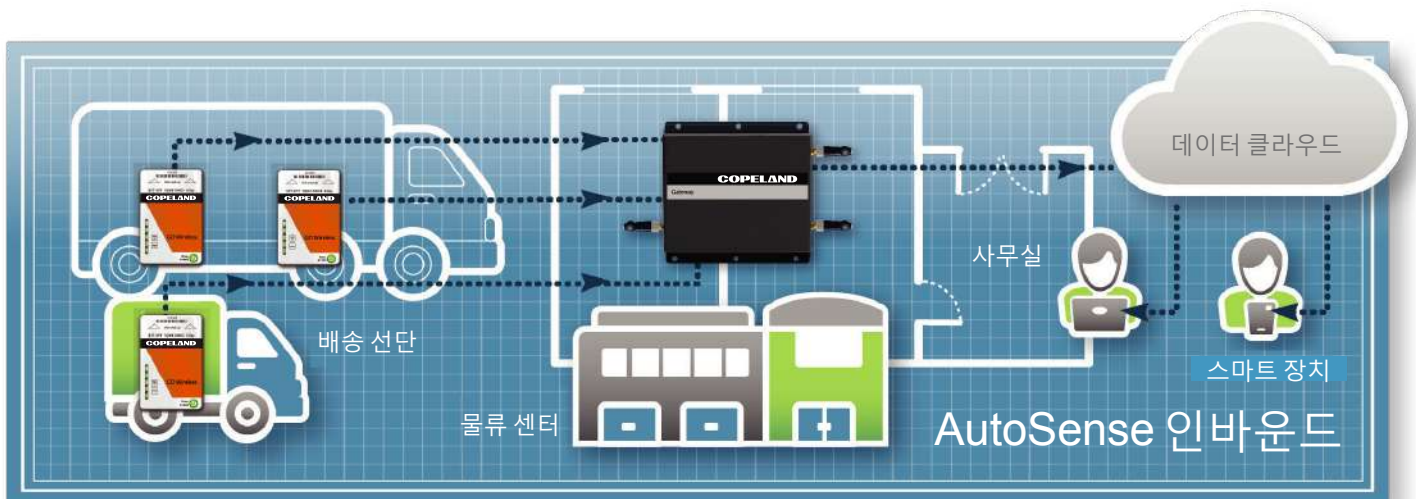 데이터 클라우드
COPELAND
Gateway
COPELAND
COPELAND
사무실
배송 선단
COPELAND
스마트 장치
물류 센터
AutoSense 인바운드